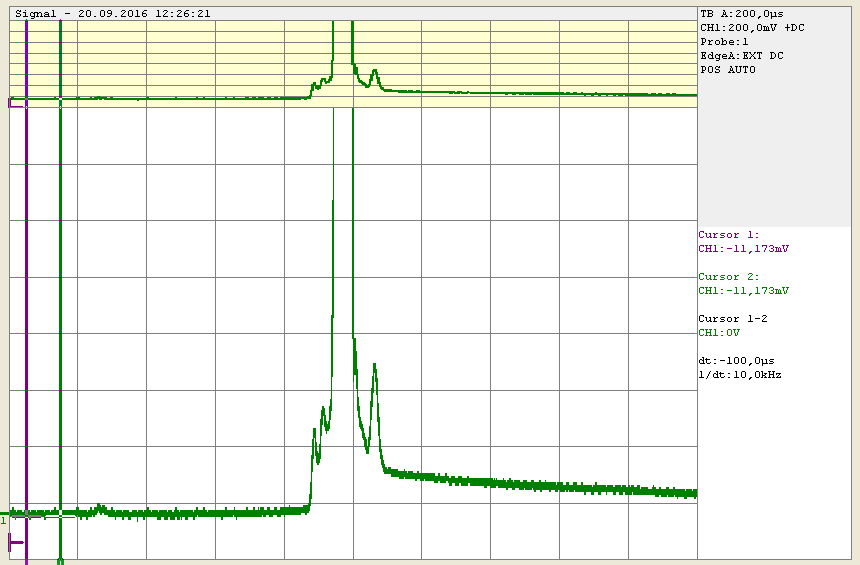 Signal - 20.09.2016 12:26:21
TB A:200,0µs
CH1:200,0mV +DC
Probe:1
EdgeA:EXT DC
POS AUTO
Cursor 1:
CH1:-11,173mV
Cursor 2:
CH1:-11,173mV
Cursor 1-2
CH1:0V
dt:-100,0µs
1/dt:10,0kHz
1